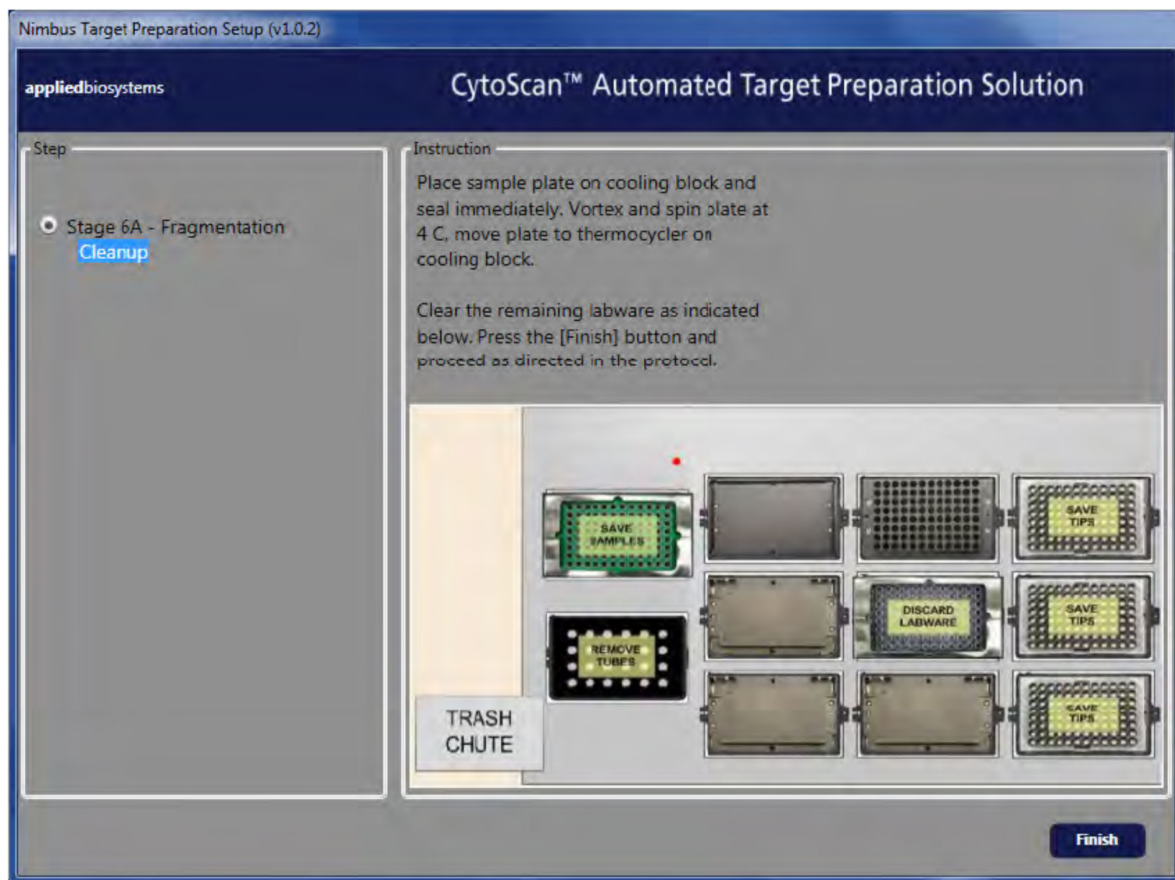 Nimbus Target Preparation Setup (v1.0.2)
appliedbiosystems
CytoScan™ Automated Target Preparation Solution
Step
Stage 6A - Fragmentation
Cleanup
Instruction
Place sample plate on cooling block and
seal immediately. Vortex and spin plate at
4 C, move plate to thermocycler on
cooling block.
Clear the remaining labware as indicated
below. Press the [Finish] button and
proceed as directed in the protocol.
SAVE
SAMPLES
SAVE
TIPS
DISCARD
LABWARE
SAVE
TIPS
REMOVE
TUBES
SAVE
TIPS
TRASH
CHUTE
Finish